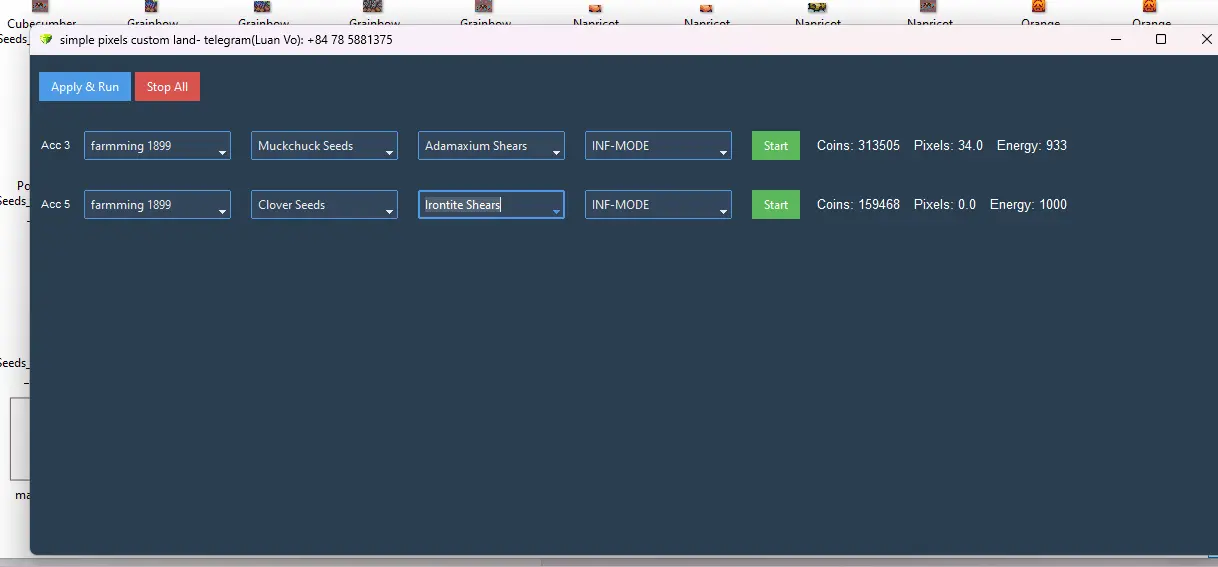 Cubecumber Grainbow Grainbow Grainbow Grainbow Napricot Napricot Napricot Napricot Orange Orange
Seeds_
simple pixels custom land- telegram(Luan Vo): +84 78 5881375
Apply & Run Stop All
Acc 3 farmming 1899 Muckchuck Seeds Adamaxium Shears INF-MODE Start Coins: 313505 Pixels: 34.0 Energy: 933
Po
Seeds_
Acc 5 farmming 1899 Clover Seeds Irontite Shears INF-MODE Start Coins: 159468 Pixels: 0.0 Energy: 1000
Seeds_
ma